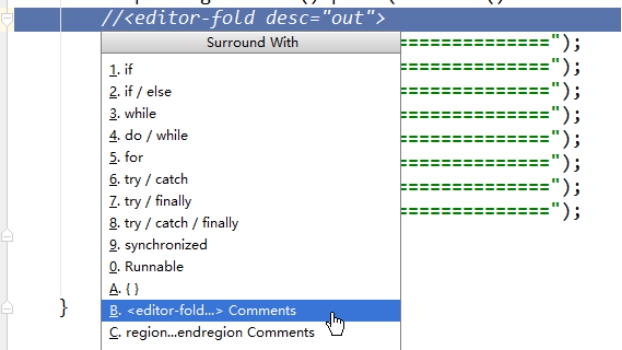 //<editor-fold desc="out">
Surround With
==============");
1. if
==============");
2. if / else
==============");
3. while
==============");
4. do / while
==============");
5. for
==============");
6. try / catch
==============");
7. try / finally
==============");
8. try / catch / finally
9. synchronized
0. Runnable
A. { }
}
B. <editor-fold...> Comments
C. region...endregion Comments